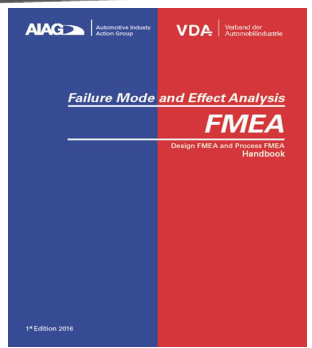 AIAG
Automotive Industry
Action Group
VDA
Verband der
Automobilindustrie
Failure Mode and Effect Analysis
FMEA
Design FMEA and Process FMEA
Handbook
1st Edition 2016